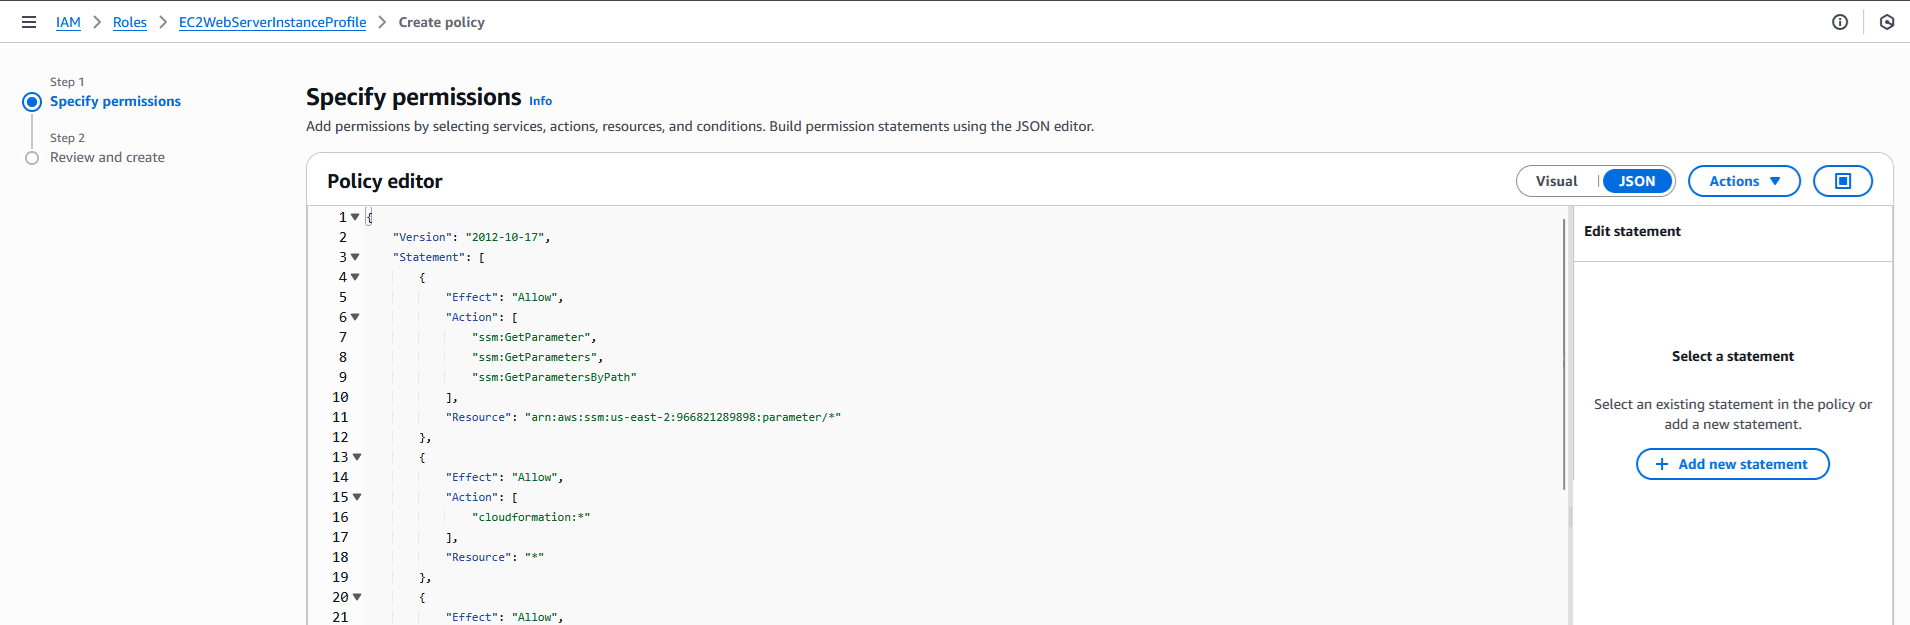 IAM > Roles > EC2WebServerInstanceProfile > Create policy
Step 1
Specify permissions
Step 2
Review and create
Specify permissions Info
Add permissions by selecting services, actions, resources, and conditions. Build permission statements using the JSON editor.
Policy editor
Visual | JSON
Actions
1 {
2 "Version": "2012-10-17",
3 "Statement": [
4 {
5 "Effect": "Allow",
6 "Action": [
7 "ssm:GetParameter",
8 "ssm:GetParameters",
9 "ssm:GetParametersByPath"
10 ],
11 "Resource": "arn:aws:ssm:us-east-2:966821289898:parameter/*"
12 },
13 {
14 "Effect": "Allow",
15 "Action": [
16 "cloudformation:*"
17 ],
18 "Resource": "*"
19 },
20 {
21 "Effect": "Allow",
Edit statement
Select a statement
Select an existing statement in the policy or
add a new statement.
+ Add new statement